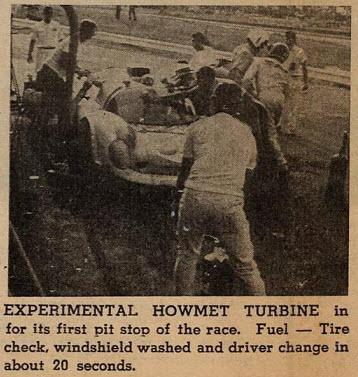 EXPERIMENTAL HOWMET TURBINE in
for its first pit stop of the race. Fuel — Tire
check, windshield washed and driver change in
about 20 seconds.